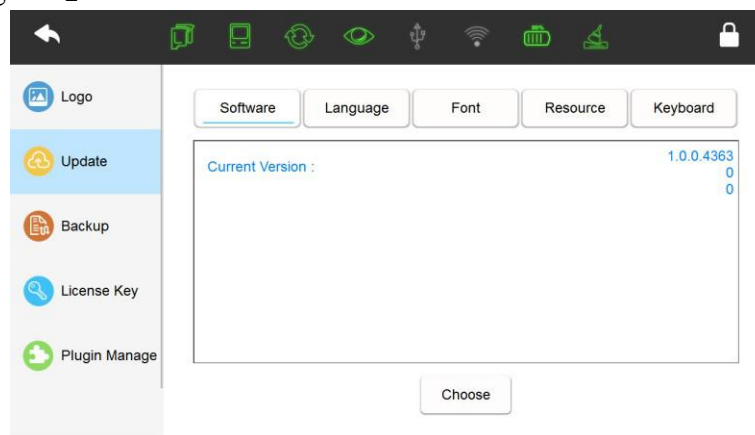 Logo
Update
Backup
License Key
Plugin Manage
Software Language Font Resource Keyboard
Current Version : 1.0.0.4363
0
0
Choose